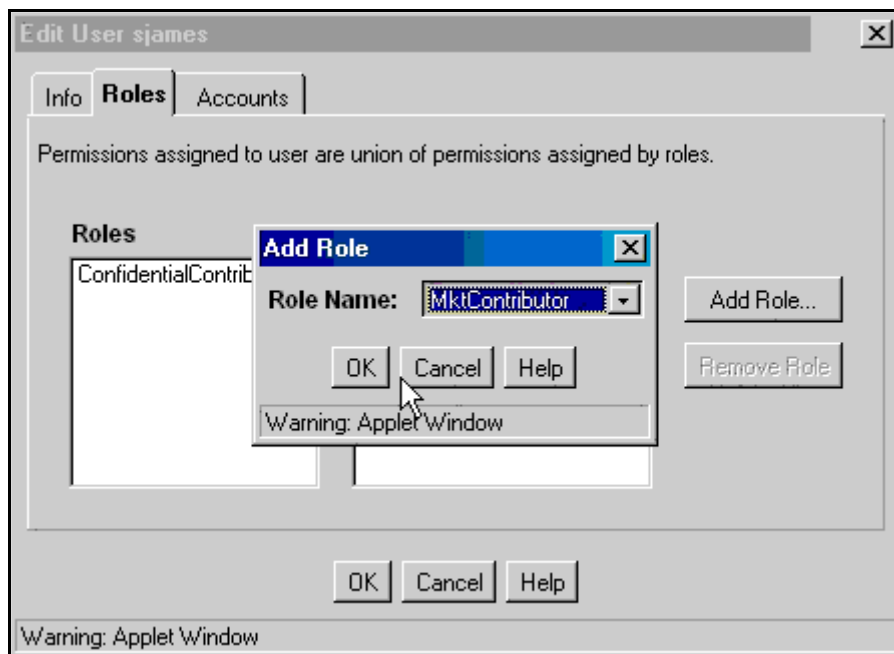 Edit User sjames
Info Roles Accounts
Permissions assigned to user are union of permissions assigned by roles.
Roles
ConfidentialContrib
Add Role
Role Name: MktContributor
OK Cancel Help
Warning: Applet Window
Add Role...
Remove Role
OK Cancel Help
Warning: Applet Window